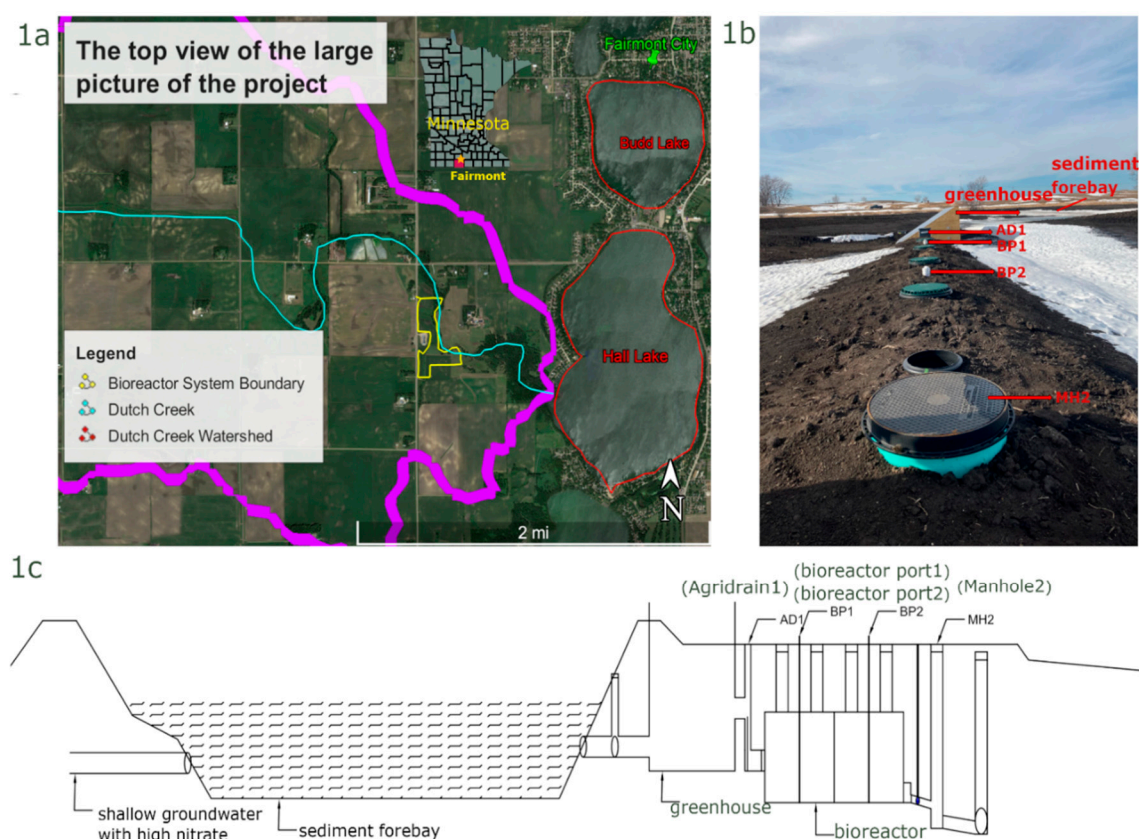 1a
The top view of the large
picture of the project
Minnesota
Fairmont
Fairmont City
Budd Lake
Hall Lake
Legend
Bioreactor System Boundary
Dutch Creek
Dutch Creek Watershed
N
2 mi
1b
sediment
forebay
greenhouse
AD1
BP1
BP2
MH2
1c
(Agridrain1)
(bioreactor port1)
(bioreactor port2)
(Manhole2)
AD1
BP1
BP2
MH2
shallow groundwater
with high nitrate
sediment forebay
greenhouse
bioreactor